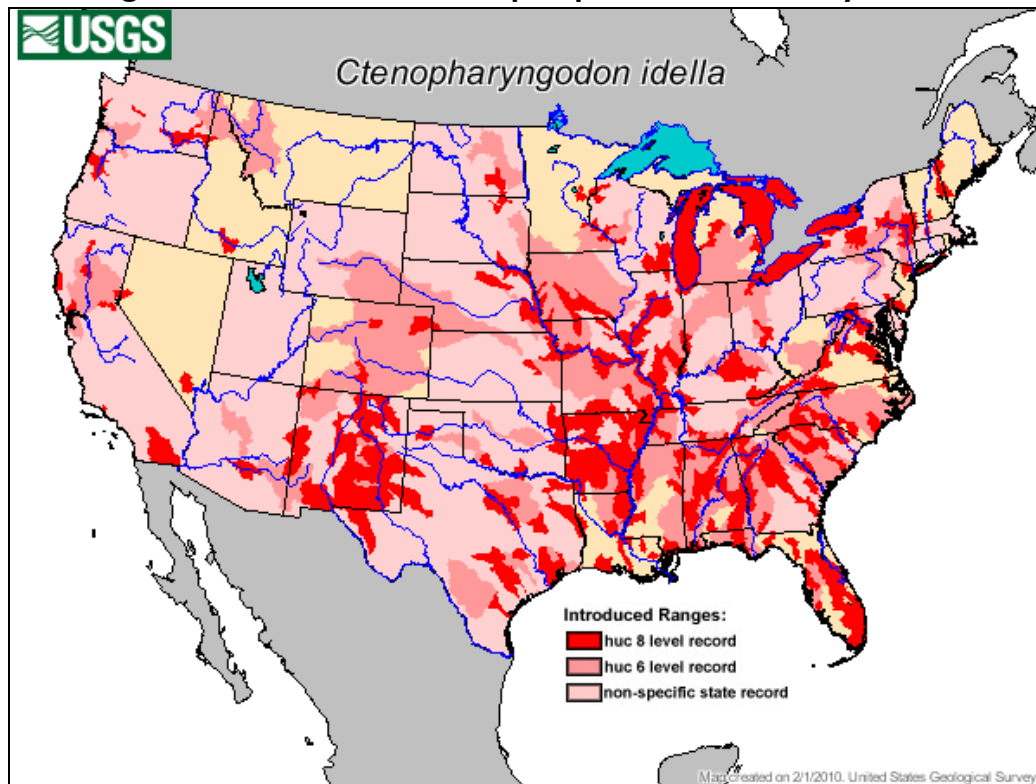 USGS
Ctenopharyngodon idella
Introduced Ranges:
huc 8 level record
huc 6 level record
non-specific state record
Map created on 2/1/2010. United States Geological Survey